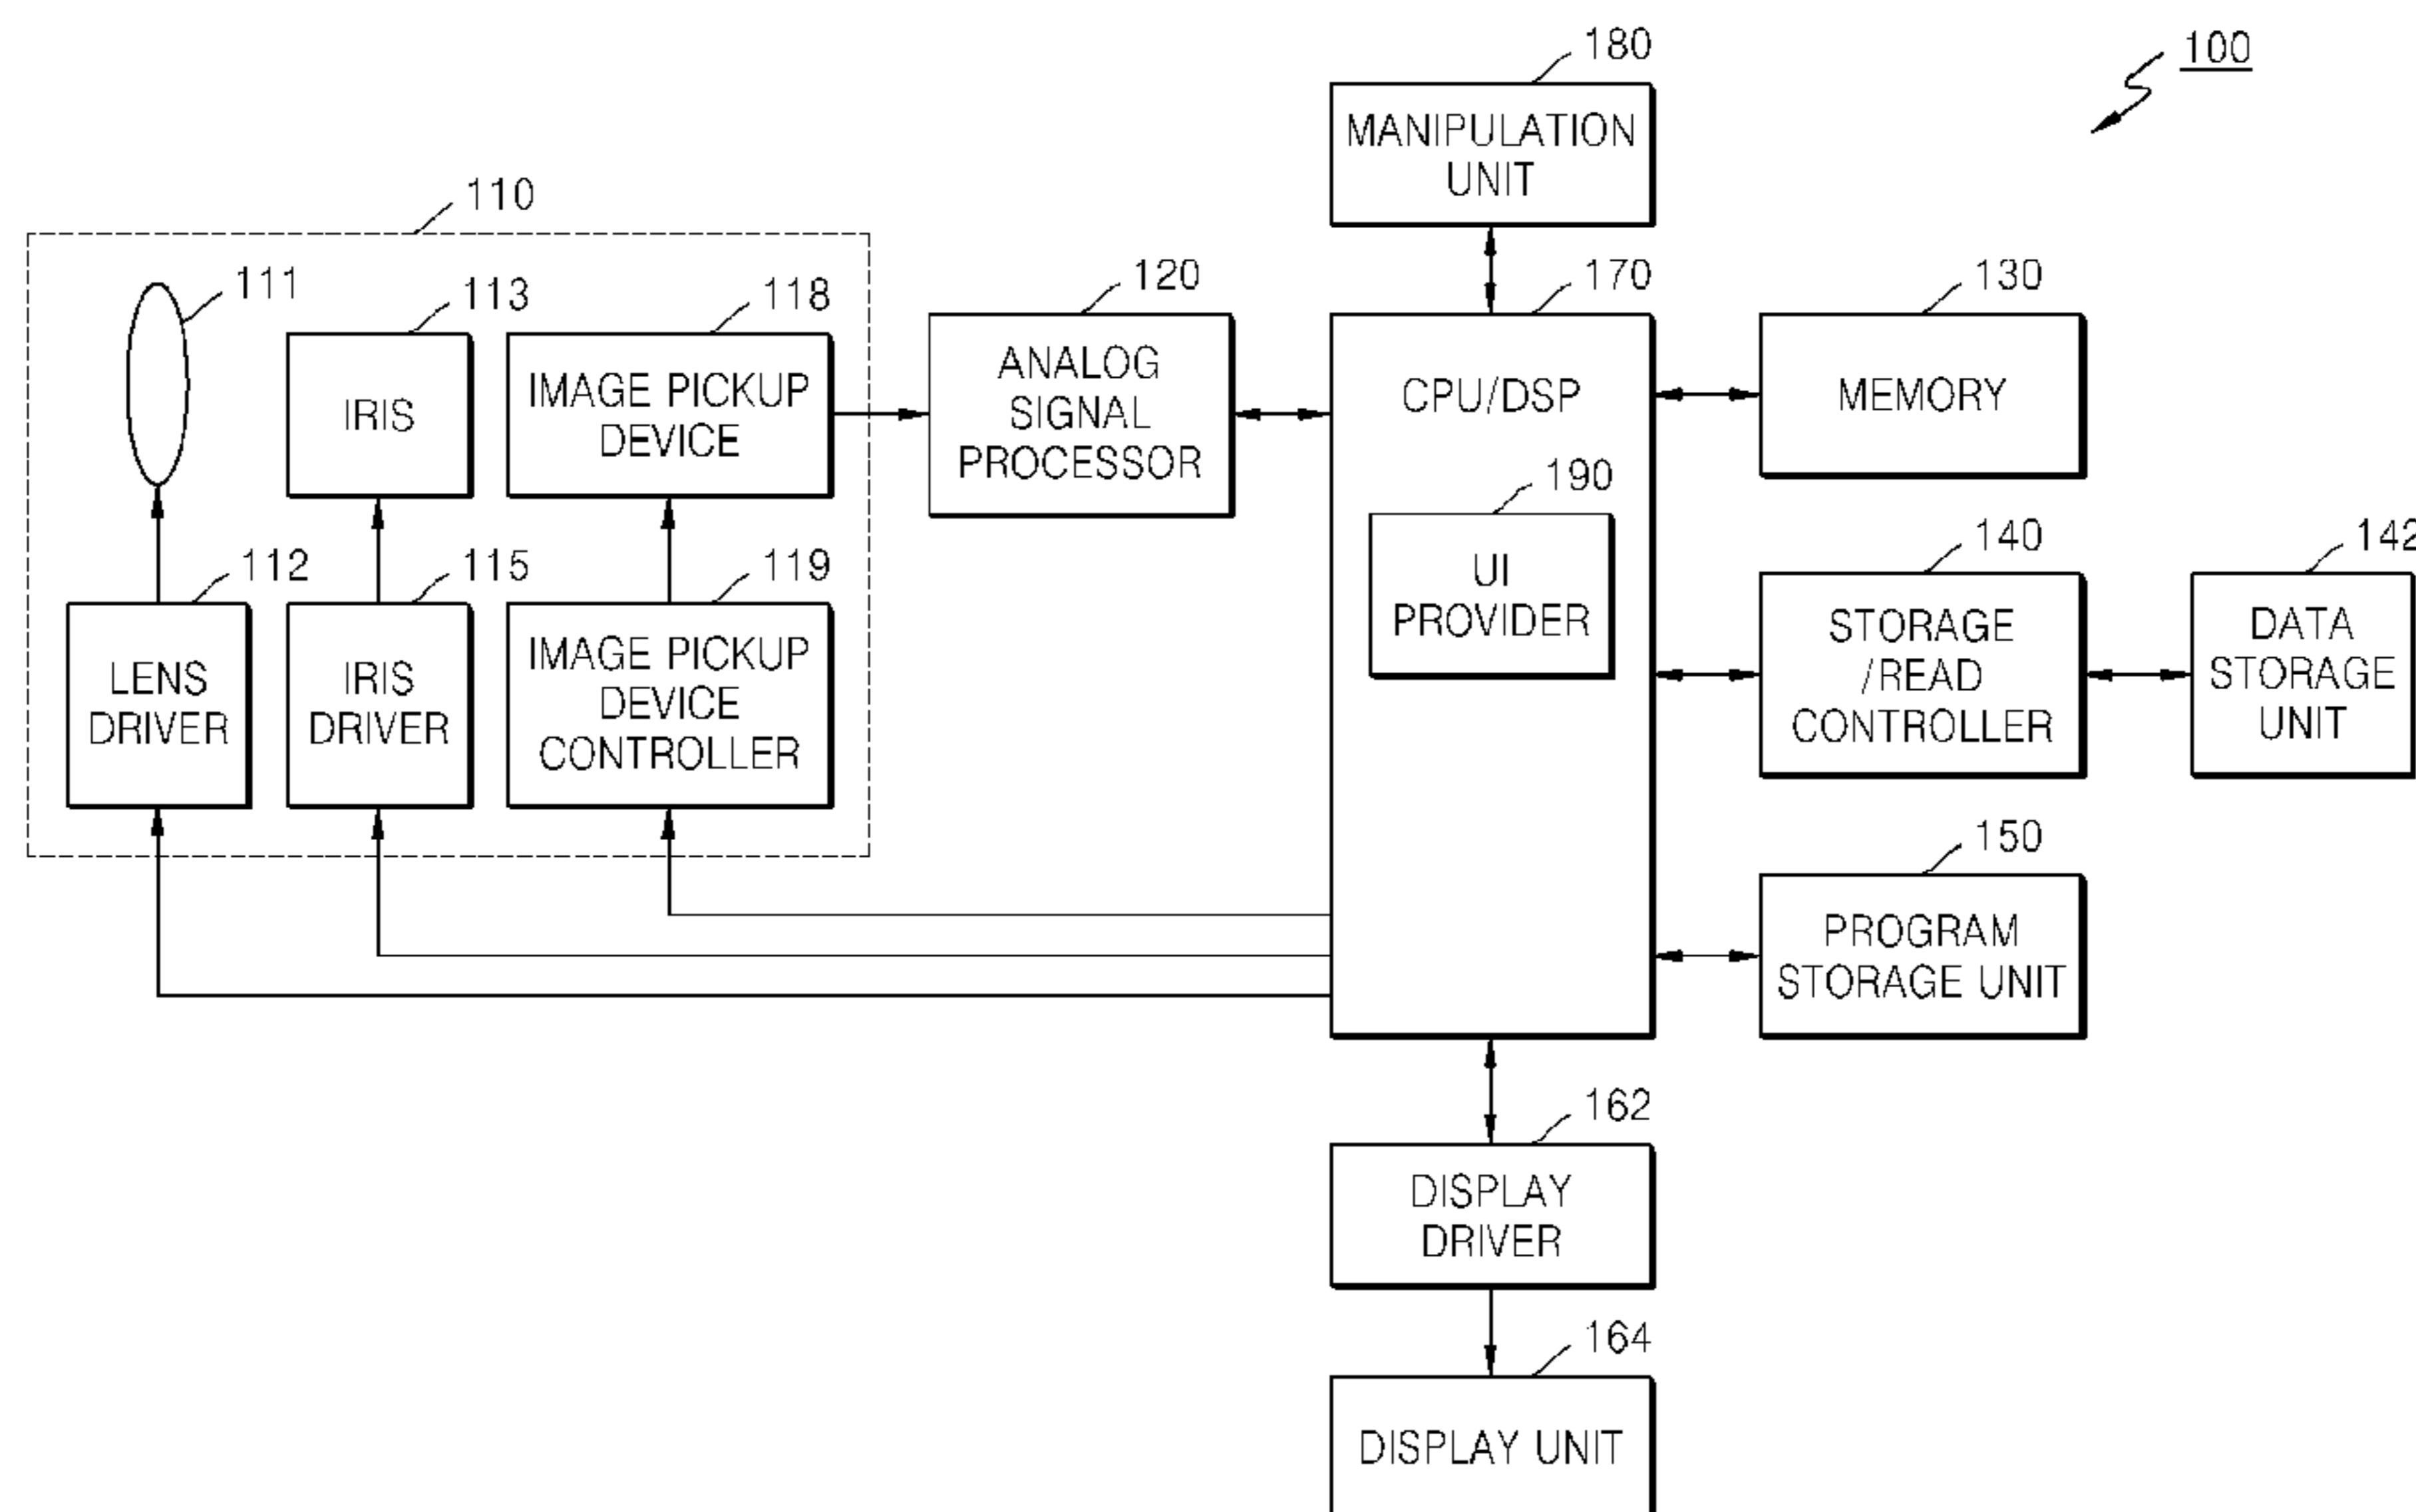 100
180
MANIPULATION
UNIT
110
111
113
IRIS
118
IMAGE PICKUP
DEVICE
120
ANALOG
SIGNAL
PROCESSOR
170
CPU/DSP
130
MEMORY
190
UI
PROVIDER
112
LENS
DRIVER
115
IRIS
DRIVER
119
IMAGE PICKUP
DEVICE
CONTROLLER
140
STORAGE
/READ
CONTROLLER
142
DATA
STORAGE
UNIT
150
PROGRAM
STORAGE UNIT
162
DISPLAY
DRIVER
164
DISPLAY UNIT